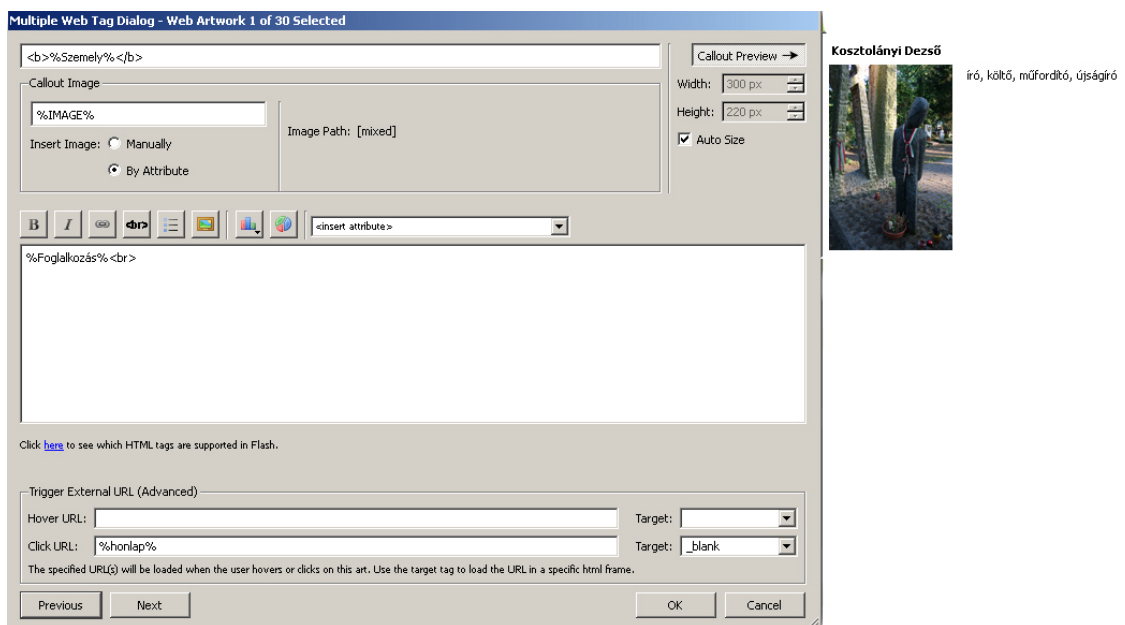 Multiple Web Tag Dialog - Web Artwork 1 of 30 Selected
<b>%Szemely%</b>
Callout Preview
Callout Image
Width: 300 px
%IMAGE%
Height: 220 px
Image Path: [mixed]
Auto Size
Insert Image: Manually
By Attribute
B I <br> <insert attribute>
%Foglalkozás%<br>
Click here to see which HTML tags are supported in Flash.
Trigger External URL (Advanced)
Hover URL: Target:
Click URL: %honlap% Target: _blank
The specified URL(s) will be loaded when the user hovers or clicks on this art. Use the target tag to load the URL in a specific html frame.
Previous Next OK Cancel
Kosztolányi Dezső
író, költő, műfordító, újságíró